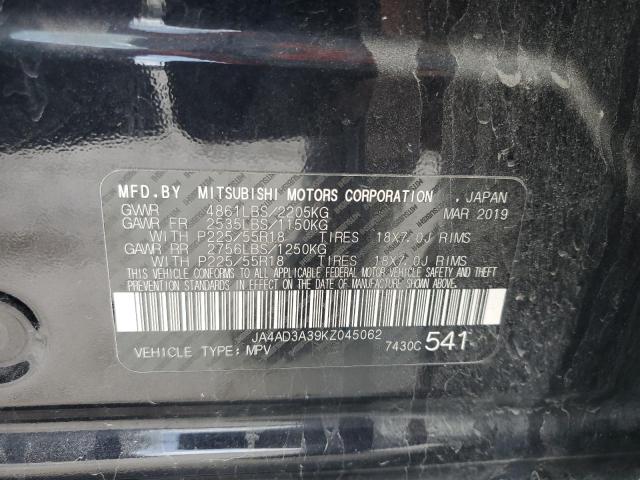 MFD.BY MITSUBISHI MOTORS CORPORATION , JAPAN
GVWR 4861LBS/2205KG MAR 2019
GAWR FR 2535LBS/1150KG
WITH P225/55R18 TIRES 18X7.0J RIMS
GAWR RR 2756LBS/1250KG
WITH P225/55R18 TIRES 18X7.0J RIMS
THIS VEHICLE CONFORMS TO ALL APPLICABLE FEDERAL MOTOR VEHICLE SAFETY AND THEFT
PREVENTION STANDARDS IN EFFECT ON THE DATE OF MANUFACTURE SHOWN ABOVE.
JA4AD3A39KZ045062
VEHICLE TYPE: MPV 7430C 541